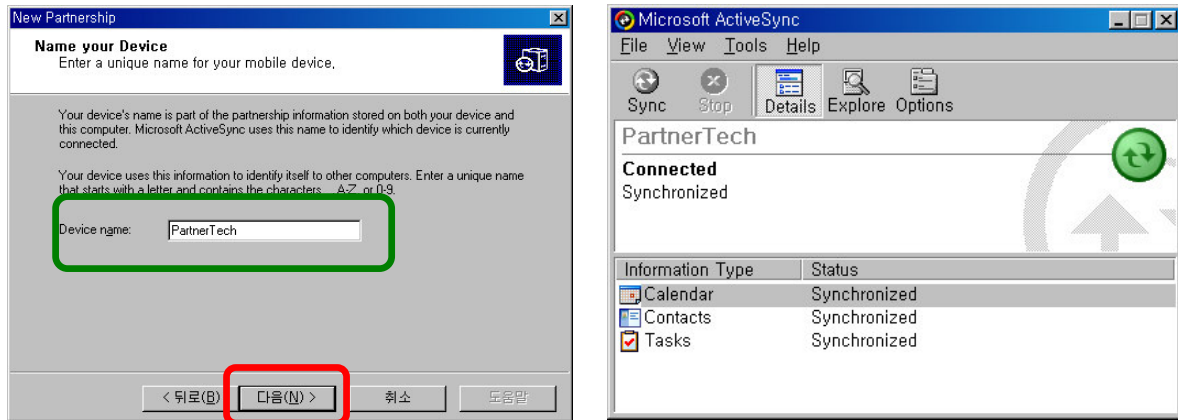 New Partnership
Name your Device
Enter a unique name for your mobile device,
Your device's name is part of the partnership information stored on both your device and
this computer. Microsoft ActiveSync uses this name to identify which device is currently
connected.
Your device uses this information to identify itself to other computers. Enter a unique name
that starts with a letter and contains the characters _ A-Z, or 0-9.
Device name:
PartnerTech
< 뒤로(B)
다음(N) >
취소
도움말
Microsoft ActiveSync
File View Tools Help
Sync Stop Details Explore Options
PartnerTech
Connected
Synchronized
Information Type Status
Calendar Synchronized
Contacts Synchronized
Tasks Synchronized